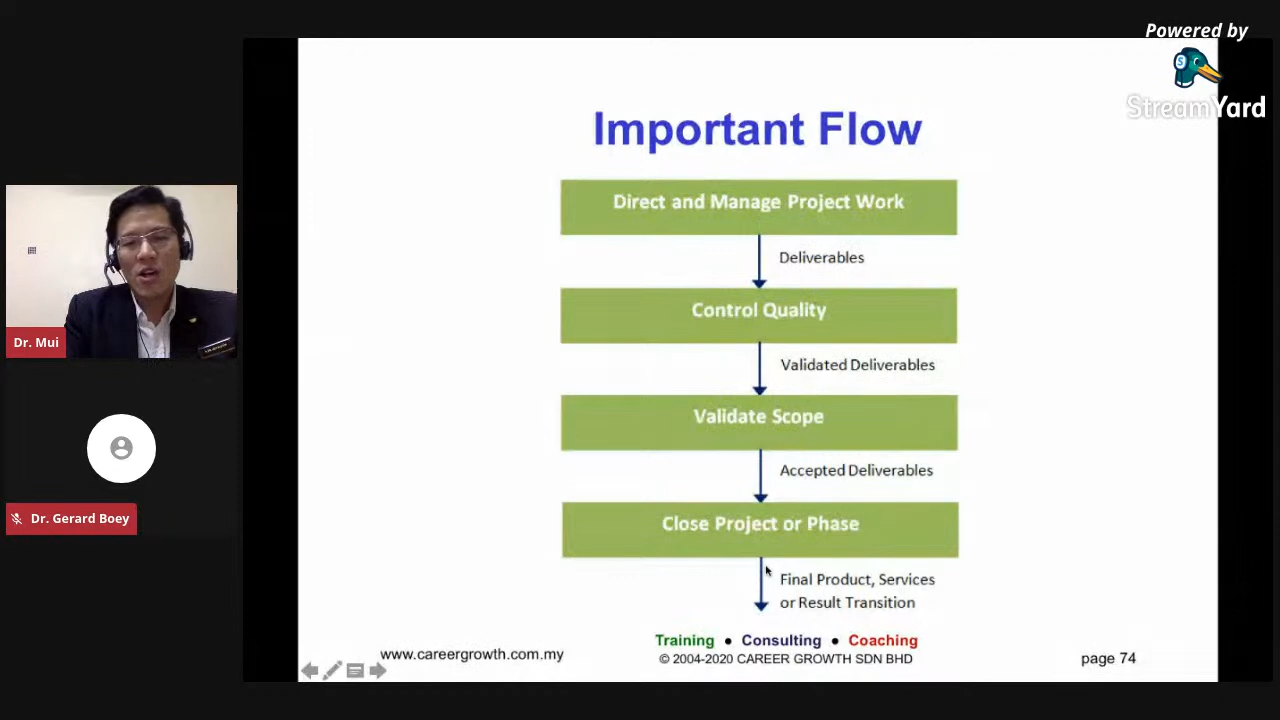 Powered by
StreamYard
Important Flow
Direct and Manage Project Work
Deliverables
Control Quality
Validated Deliverables
Validate Scope
Accepted Deliverables
Close Project or Phase
Final Product, Services
or Result Transition
Dr. Mui
Dr. Gerard Boey
Training ● Consulting ● Coaching
www.careergrowth.com.my
© 2004-2020 CAREER GROWTH SDN BHD
page 74